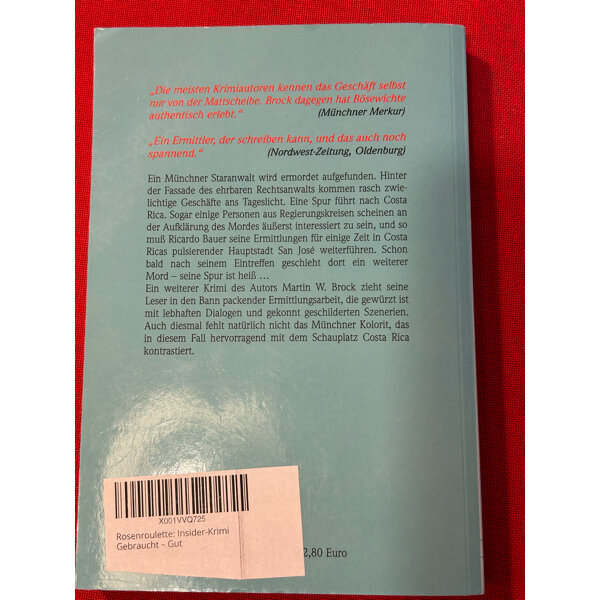 „Die meisten Krimiautoren kennen das Geschäft selbst
nur von der Mattscheibe. Brock dagegen hat Bösewichte
authentisch erlebt.“ (Münchner Merkur)
„Ein Ermittler, der schreiben kann, und das auch noch
spannend.“ (Nordwest-Zeitung, Oldenburg)
Ein Münchner Staranwalt wird ermordet aufgefunden. Hinter
der Fassade des ehrbaren Rechtsanwalts kommen rasch zwie-
lichtige Geschäfte ans Tageslicht. Eine Spur führt nach Costa
Rica. Sogar einige Personen aus Regierungskreisen scheinen an
der Aufklärung des Mordes äußerst interessiert zu sein, und so
muß Ricardo Bauer seine Ermittlungen für einige Zeit in Costa
Ricas pulsierender Hauptstadt San José weiterführen. Schon
bald nach seinem Eintreffen geschieht dort ein weiterer
Mord – seine Spur ist heiß ...
Ein weiterer Krimi des Autors Martin W. Brock zieht seine
Leser in den Bann packender Ermittlungsarbeit, die gewürzt ist
mit lebhaften Dialogen und gekonnt geschilderten Szenerien.
Auch diesmal fehlt natürlich nicht das Münchner Kolorit, das
in diesem Fall hervorragend mit dem Schauplatz Costa Rica
kontrastiert.
X001VVQ725
Rosenroulette: Insider-Krimi
Gebraucht – Gut
2,80 Euro